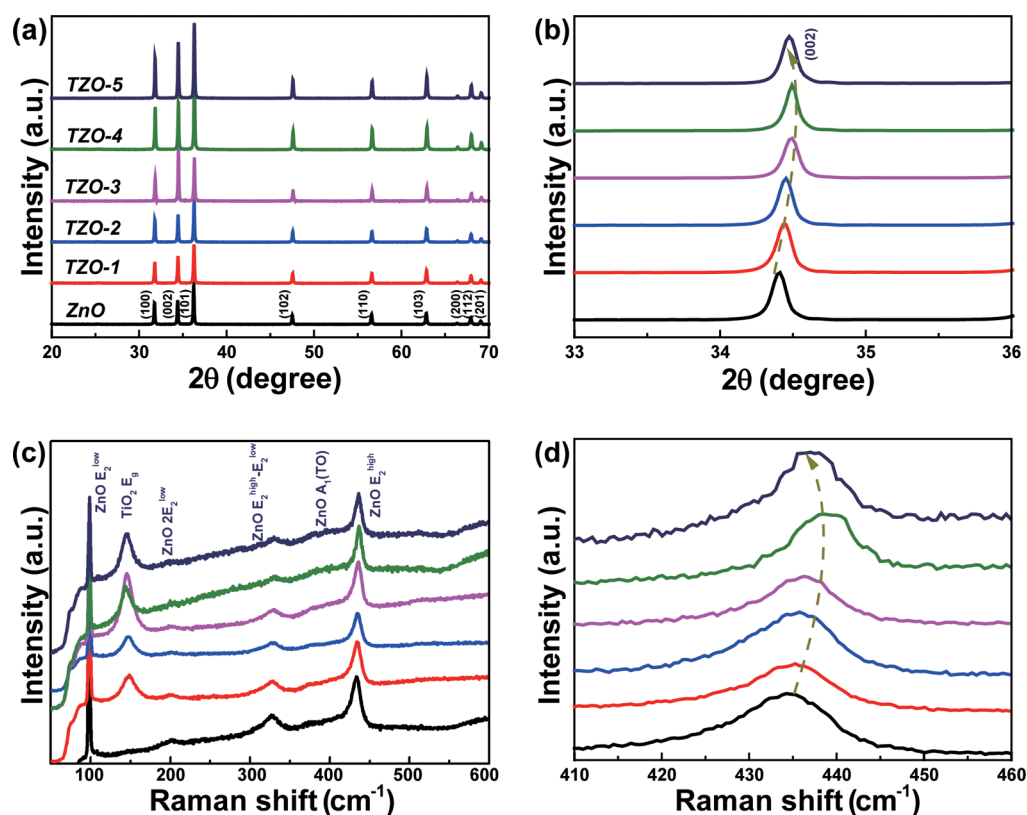 (a)
Intensity (a.u.)
TZO-5
TZO-4
TZO-3
TZO-2
TZO-1
ZnO
(100)
(002)
(101)
(102)
(110)
(103)
(200)
(112)
(201)
20 30 40 50 60 70
2θ (degree)
(b)
Intensity (a.u.)
(002)
33 34 35 36
2θ (degree)
(c)
Intensity (a.u.)
ZnO E₂ˡᵒʷ
TiO₂ E_g
ZnO 2E₂ˡᵒʷ
ZnO E₂ʰⁱᵍʰ-E₂ˡᵒʷ
ZnO A₁(TO)
ZnO E₂ʰⁱᵍʰ
100 200 300 400 500 600
Raman shift (cm⁻¹)
(d)
Intensity (a.u.)
410 420 430 440 450 460
Raman shift (cm⁻¹)